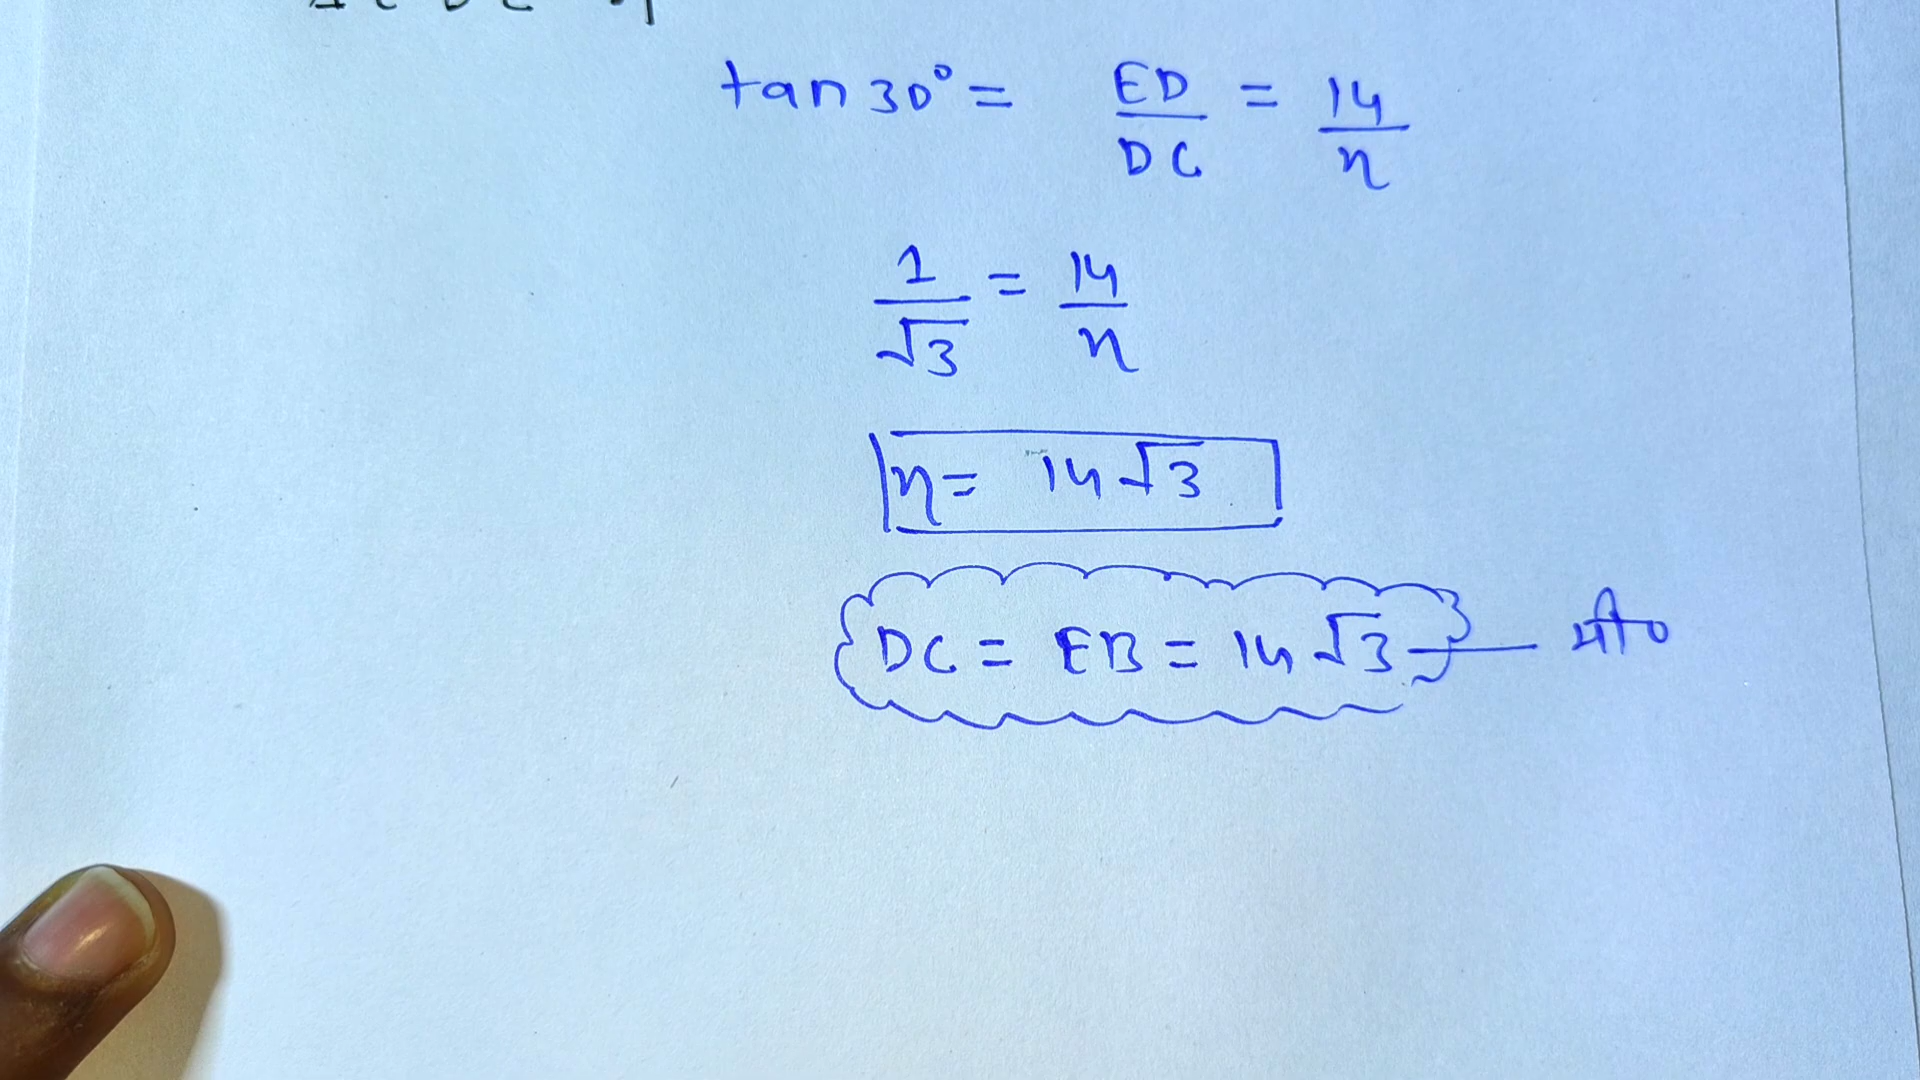 tan 30° = ED/DC = 14/x
1/√3 = 14/x
x = 14√3
DC = EB = 14√3 — मी०